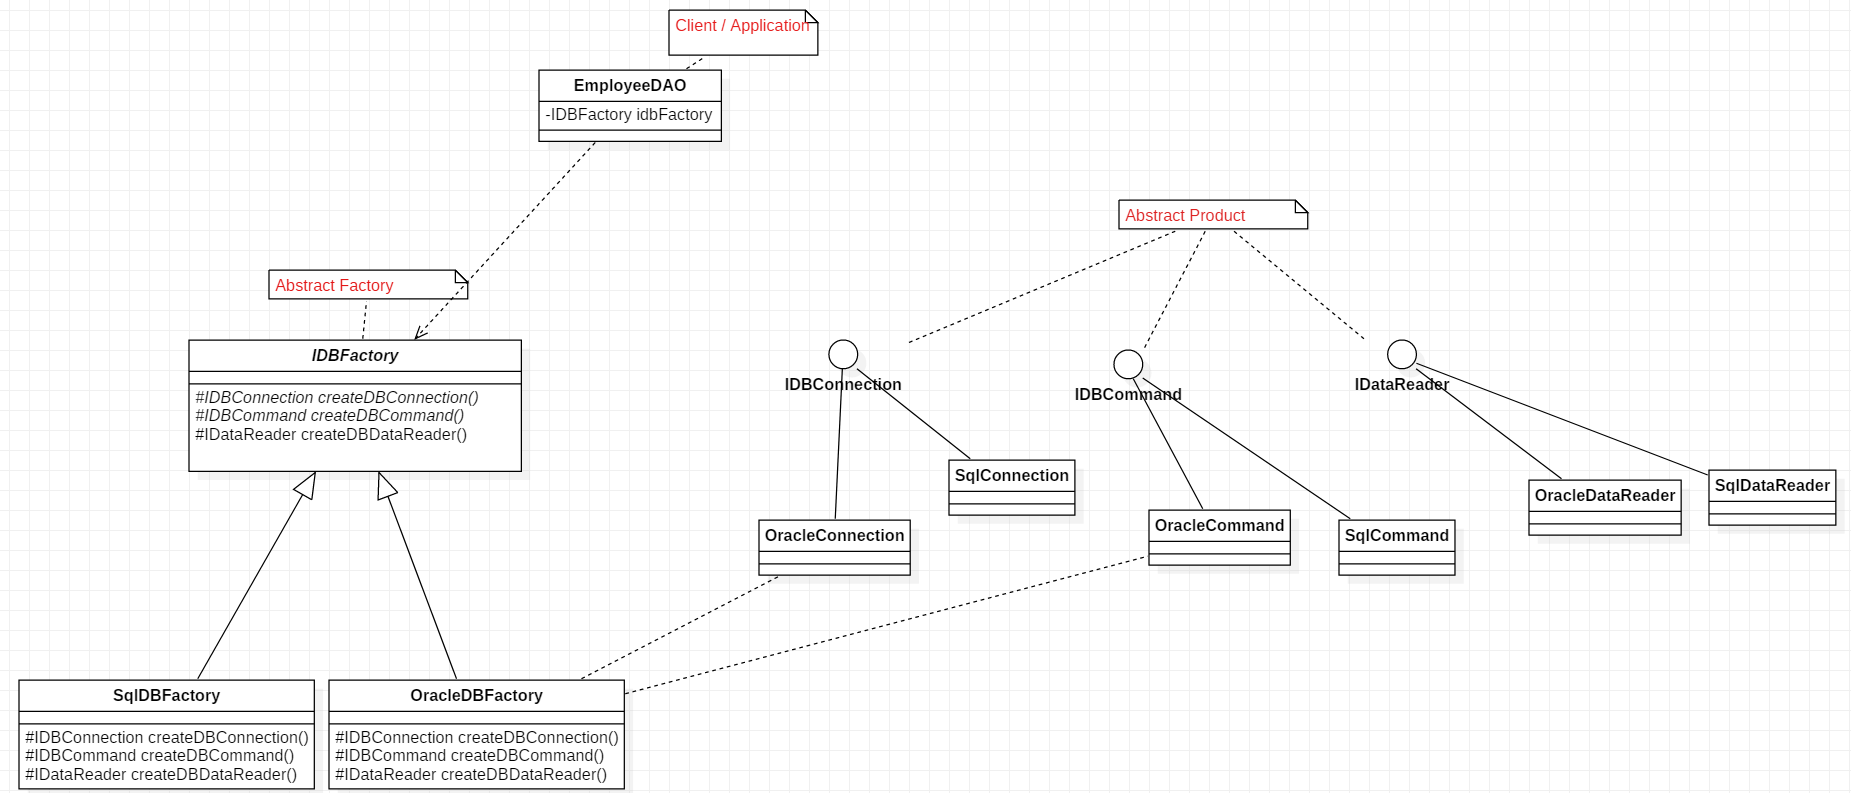 Client / Application
EmployeeDAO
-IDBFactory idbFactory
Abstract Product
Abstract Factory
IDBFactory
#IDBConnection createDBConnection()
#IDBCommand createDBCommand()
#IDataReader createDBDataReader()
IDBConnection
IDBCommand
IDataReader
SqlConnection
OracleConnection
OracleCommand
SqlCommand
OracleDataReader
SqlDataReader
SqlDBFactory
#IDBConnection createDBConnection()
#IDBCommand createDBCommand()
#IDataReader createDBDataReader()
OracleDBFactory
#IDBConnection createDBConnection()
#IDBCommand createDBCommand()
#IDataReader createDBDataReader()